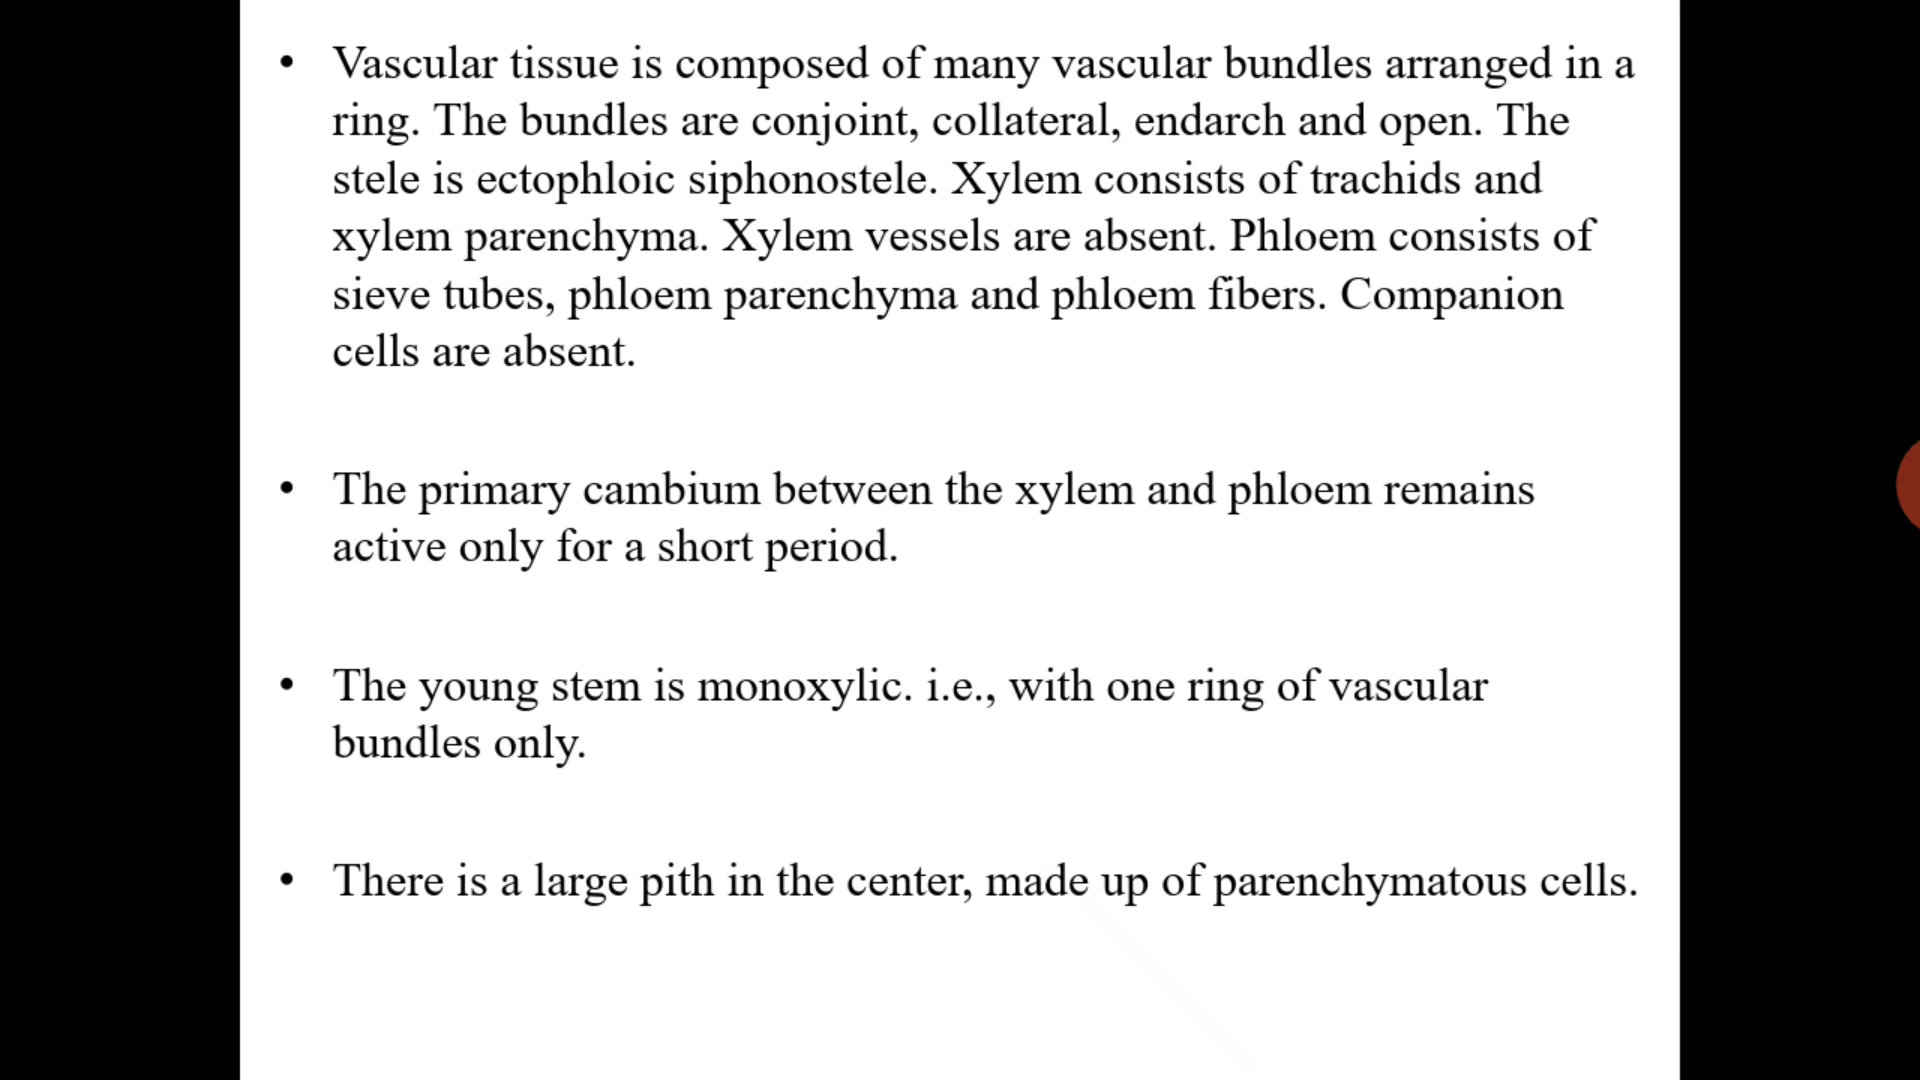 • Vascular tissue is composed of many vascular bundles arranged in a
ring. The bundles are conjoint, collateral, endarch and open. The
stele is ectophloic siphonostele. Xylem consists of trachids and
xylem parenchyma. Xylem vessels are absent. Phloem consists of
sieve tubes, phloem parenchyma and phloem fibers. Companion
cells are absent.
• The primary cambium between the xylem and phloem remains
active only for a short period.
• The young stem is monoxylic. i.e., with one ring of vascular
bundles only.
• There is a large pith in the center, made up of parenchymatous cells.